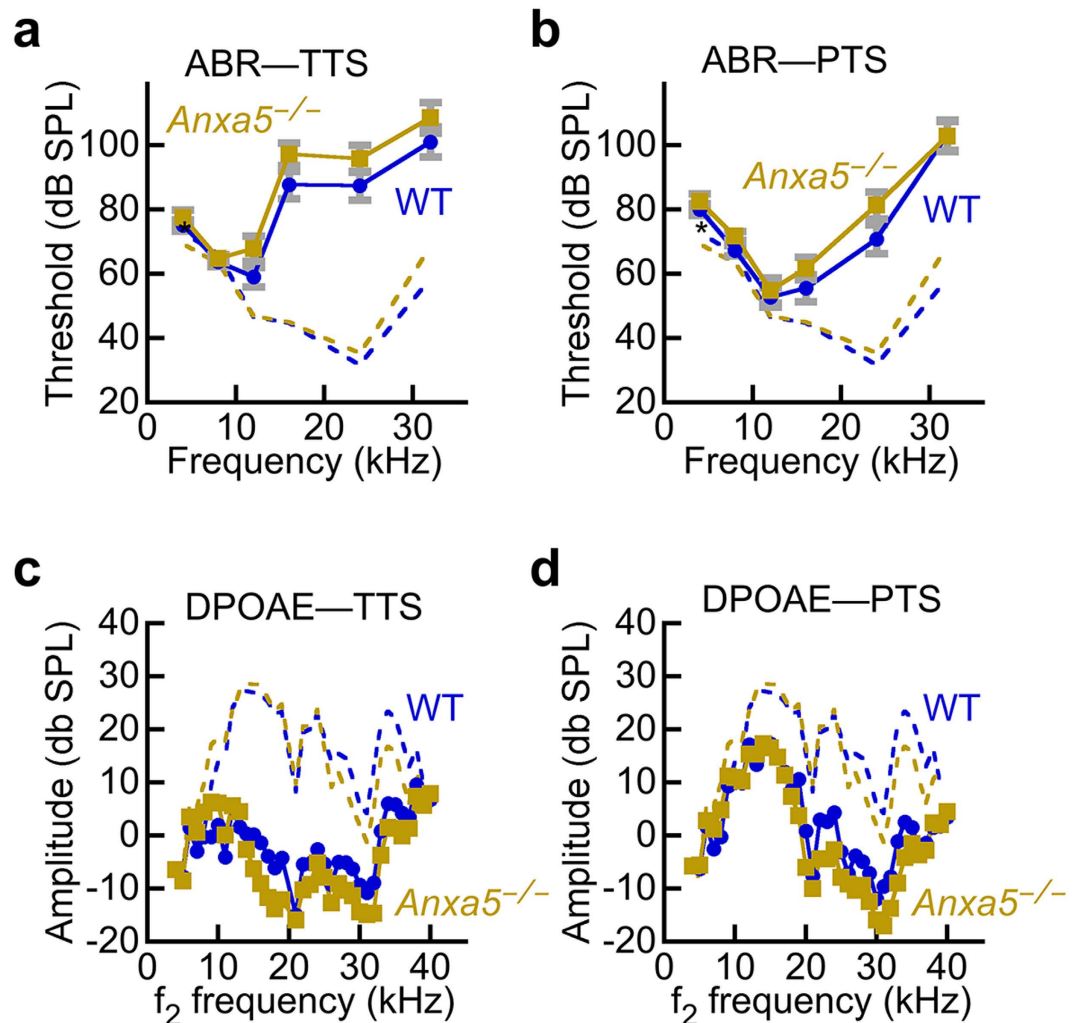 a
ABR—TTS
Threshold (dB SPL)
100
80
60
40
20
Anxa5⁻/⁻
WT
*
0
10
20
30
Frequency (kHz)
b
ABR—PTS
Threshold (dB SPL)
100
80
60
40
20
Anxa5⁻/⁻
WT
*
0
10
20
30
Frequency (kHz)
c
DPOAE—TTS
Amplitude (db SPL)
40
30
20
10
0
-10
-20
WT
Anxa5⁻/⁻
0
10
20
30
40
f₂ frequency (kHz)
d
DPOAE—PTS
Amplitude (db SPL)
40
30
20
10
0
-10
-20
WT
Anxa5⁻/⁻
0
10
20
30
40
f₂ frequency (kHz)